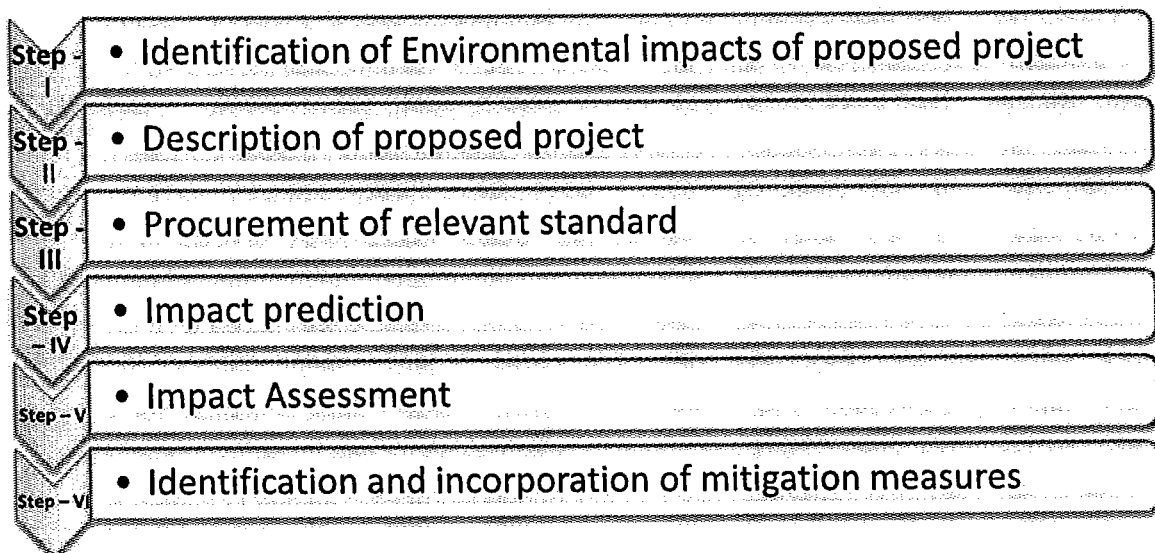 Step -
I
• Identification of Environmental impacts of proposed project
Step -
II
• Description of proposed project
Step -
III
• Procurement of relevant standard
Step
– IV
• Impact prediction
Step – V
• Impact Assessment
Step – VI
• Identification and incorporation of mitigation measures